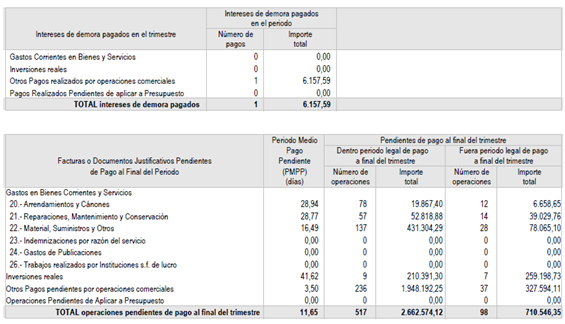 Intereses de demora pagados en el trimestre
Intereses de demora pagados
en el periodo
Número de
pagos
Importe
total
Gastos Corrientes en Bienes y Servicios 0 0,00
Inversiones reales 0 0,00
Otros Pagos realizados por operaciones comerciales 1 6.157,59
Pagos Realizados Pendientes de aplicar a Presupuesto 0 0,00
TOTAL intereses de demora pagados 1 6.157,59
Facturas o Documentos Justificativos Pendientes
de Pago al Final del Periodo
Periodo Medio
Pago
Pendiente
(PMPP)
(días)
Pendientes de pago al final del trimestre
Dentro periodo legal de pago
a final del trimestre
Fuera periodo legal de pago
a final del trimestre
Número de
operaciones
Importe
total
Número de
operaciones
Importe
total
Gastos en Bienes Corrientes y Servicios
20.- Arrendamientos y Cánones 28,94 78 19.867,40 12 6.658,65
21.- Reparaciones, Mantenimiento y Conservación 28,77 57 52.818,88 14 39.029,76
22.- Material, Suministros y Otros 16,49 137 431.304,29 28 78.065,10
23.- Indemnizaciones por razón del servicio 0,00 0 0,00 0 0,00
24.- Gastos de Publicaciones 0,00 0 0,00 0 0,00
26.- Trabajos realizados por Instituciones s.f. de lucro 0,00 0 0,00 0 0,00
Inversiones reales 41,62 9 210.391,30 7 259.198,73
Otros Pagos pendientes por operaciones comerciales 3,50 236 1.948.192,25 37 327.594,11
Operaciones Pendientes de Aplicar a Presupuesto 0,00 0 0,00 0 0,00
TOTAL operaciones pendientes de pago al final del trimestre 11,65 517 2.662.574,12 98 710.546,35